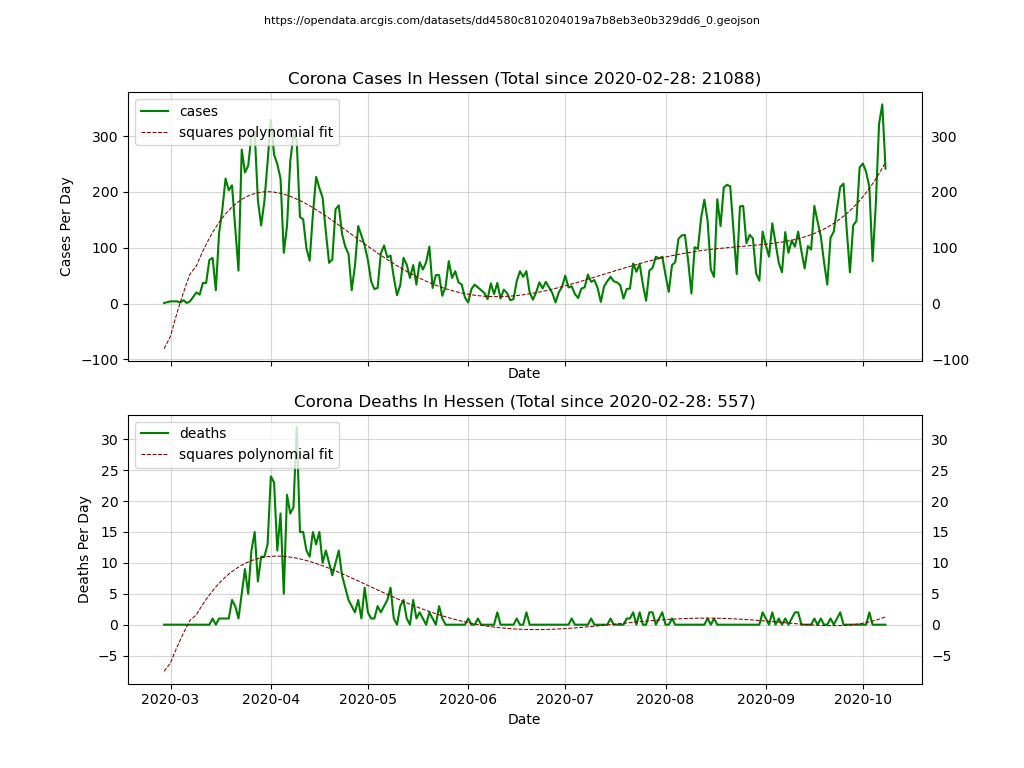 https://opendata.arcgis.com/datasets/dd4580c810204019a7b8eb3e0b329dd6_0.geojson
Corona Cases In Hessen (Total since 2020-02-28: 21088)
cases
squares polynomial fit
Cases Per Day
300 300
200 200
100 100
0 0
−100 −100
Date
Corona Deaths In Hessen (Total since 2020-02-28: 557)
deaths
squares polynomial fit
Deaths Per Day
30 30
25 25
20 20
15 15
10 10
5 5
0 0
−5 −5
2020-03 2020-04 2020-05 2020-06 2020-07 2020-08 2020-09 2020-10
Date